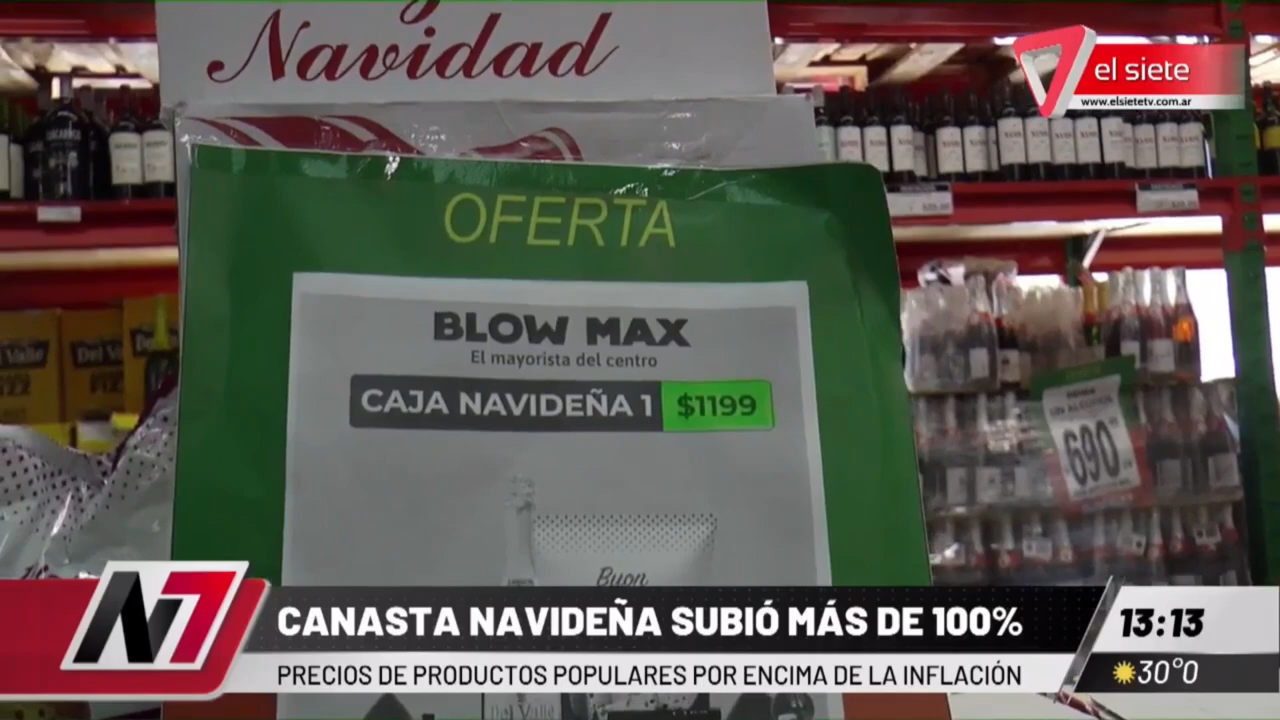 Navidad
el siete
www.elsietetv.com.ar
OFERTA
BLOW MAX
El mayorista del centro
CAJA NAVIDEÑA 1 $1199
690
Buon
Del Valle
N7
CANASTA NAVIDEÑA SUBIÓ MÁS DE 100%
PRECIOS DE PRODUCTOS POPULARES POR ENCIMA DE LA INFLACIÓN
13:13
30°0